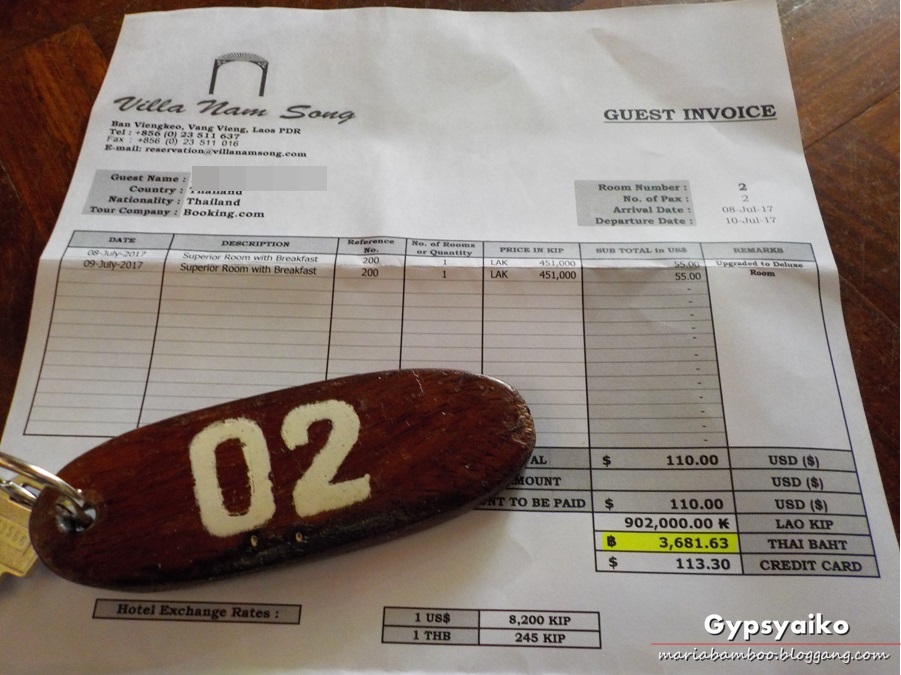 Villa Nam Song
GUEST INVOICE
Ban Viengkeo, Vang Vieng, Laos PDR
Tel : +856 (0) 23 511 637
Fax : +856 (0) 23 511 016
E-mail: reservation@villanamsong.com
Guest Name :
Country : Thailand
Nationality : Thailand
Tour Company : Booking.com
Room Number : 2
No. of Pax : 2
Arrival Date : 08-Jul-17
Departure Date : 10-Jul-17
DATE DESCRIPTION Reference No. No. of Rooms or Quantity PRICE IN KIP SUB TOTAL in US$ REMARKS
08-July-2017 Superior Room with Breakfast 200 1 LAK 451,000 55.00 Upgraded to Deluxe
09-July-2017 Superior Room with Breakfast 200 1 LAK 451,000 55.00 Room
AL $ 110.00 USD ($)
MOUNT USD ($)
NT TO BE PAID $ 110.00 USD ($)
902,000.00 ₭ LAO KIP
฿ 3,681.63 THAI BAHT
$ 113.30 CREDIT CARD
02
Hotel Exchange Rates :
1 US$ 8,200 KIP
1 THB 245 KIP
Gypsyaiko
mariabamboo.bloggang.com